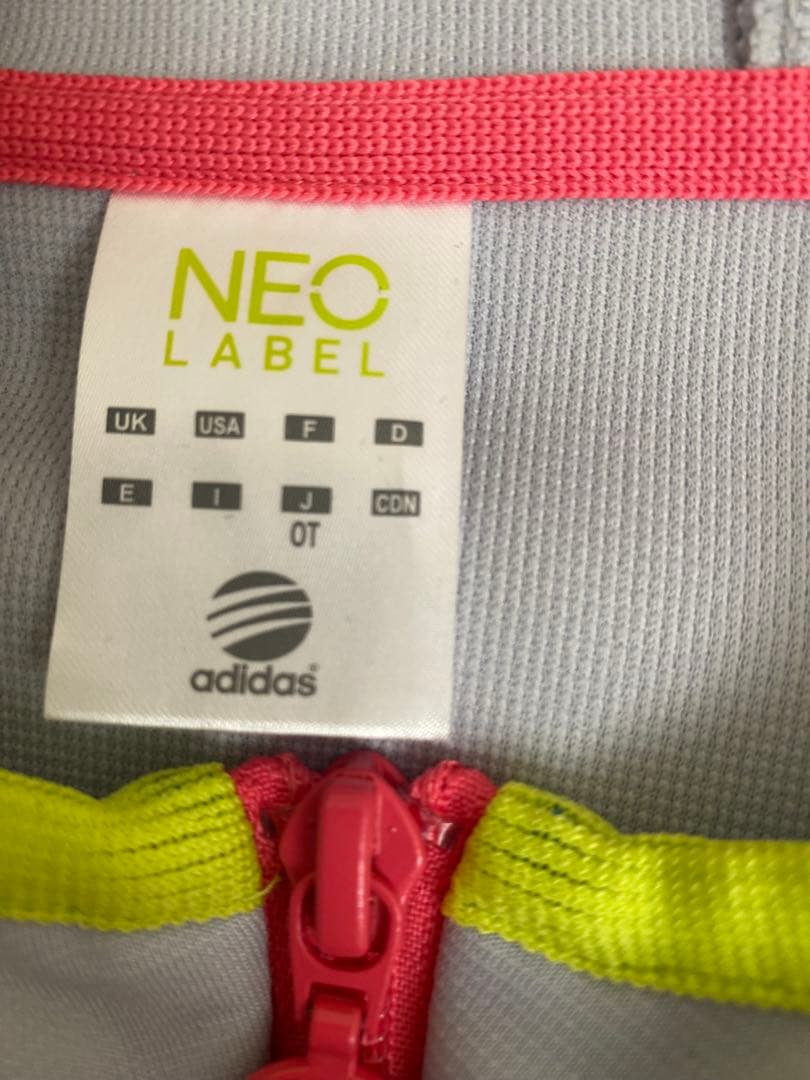 NEO
LABEL
UK USA F D
E I J CDN
OT
adidas®